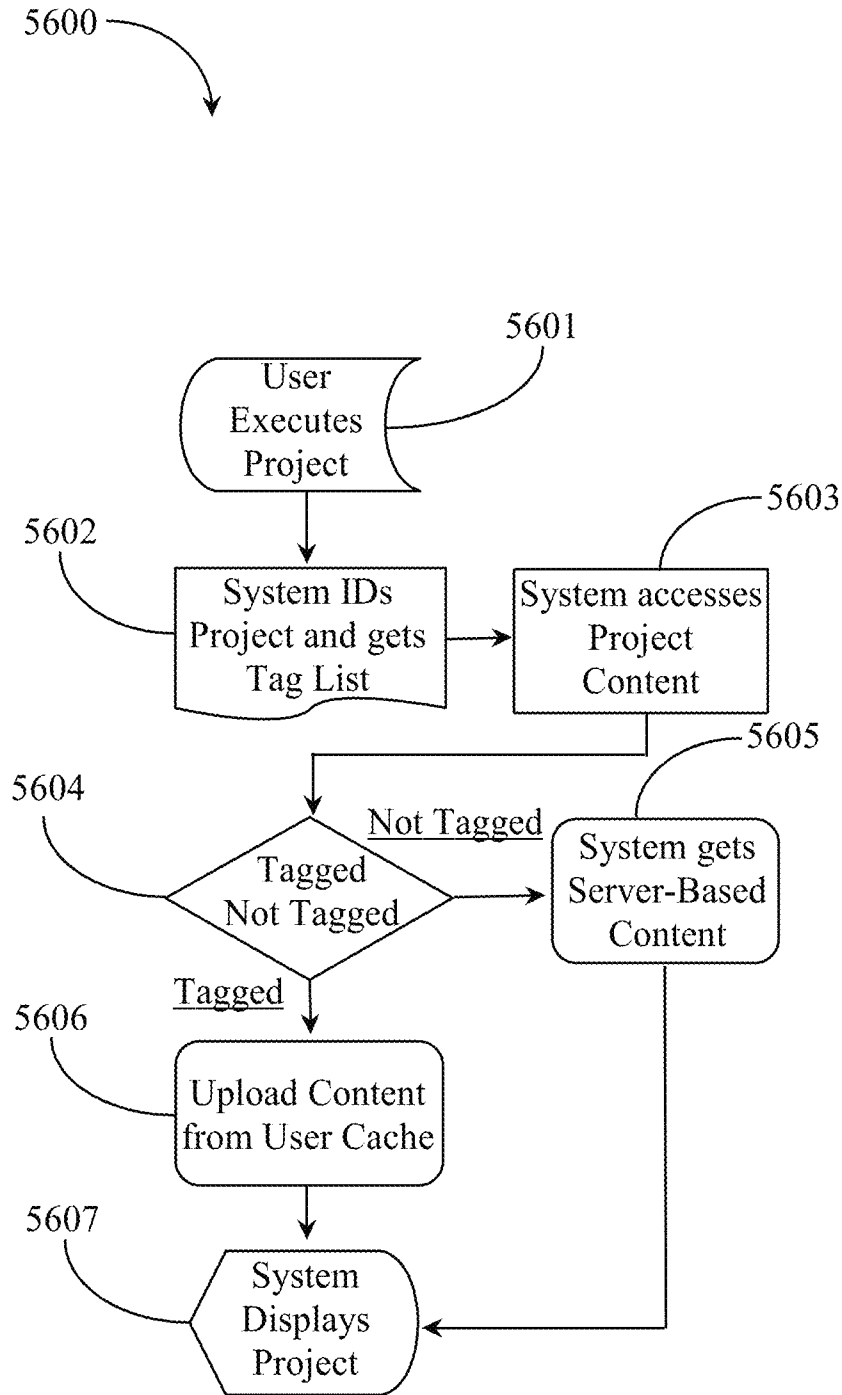 5600
5601
User
Executes
Project
5602
System IDs
Project and gets
Tag List
5603
System accesses
Project
Content
5604
Tagged
Not Tagged
Not Tagged
5605
System gets
Server-Based
Content
Tagged
5606
Upload Content
from User Cache
5607
System
Displays
Project